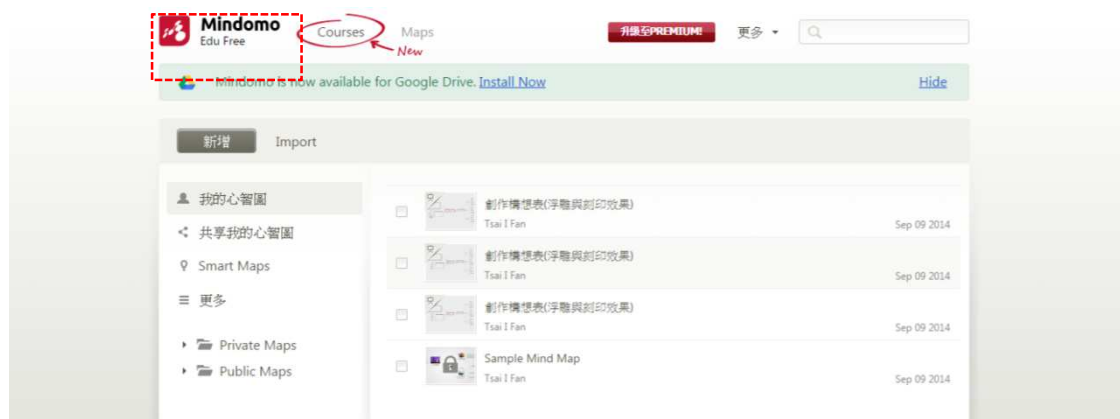 Mindomo
Edu Free
Courses
Maps
New
升級至PREMIUM!
更多
Mindomo is now available for Google Drive. Install Now
Hide
新增
Import
我的心智圖
共享我的心智圖
Smart Maps
更多
Private Maps
Public Maps
創作構想表(浮雕與刻印效果)
Tsai I Fan
Sep 09 2014
創作構想表(浮雕與刻印效果)
Tsai I Fan
Sep 09 2014
創作構想表(浮雕與刻印效果)
Tsai I Fan
Sep 09 2014
Sample Mind Map
Tsai I Fan
Sep 09 2014